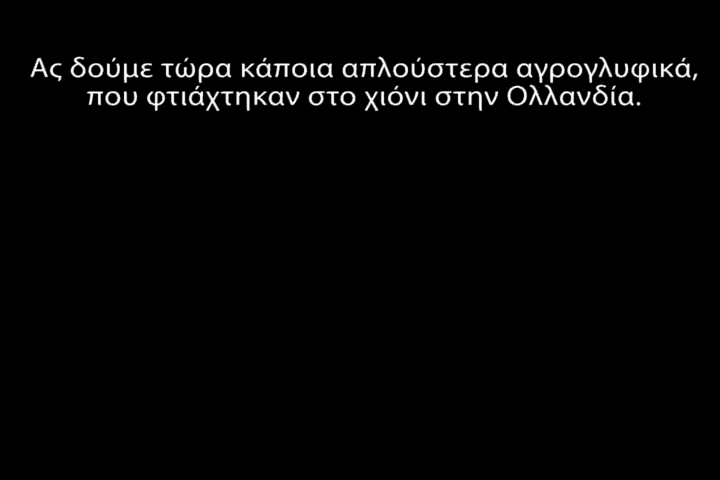 Ας δούμε τώρα κάποια απλούστερα αγρογλυφικά,
που φτιάχτηκαν στο χιόνι στην Ολλανδία.